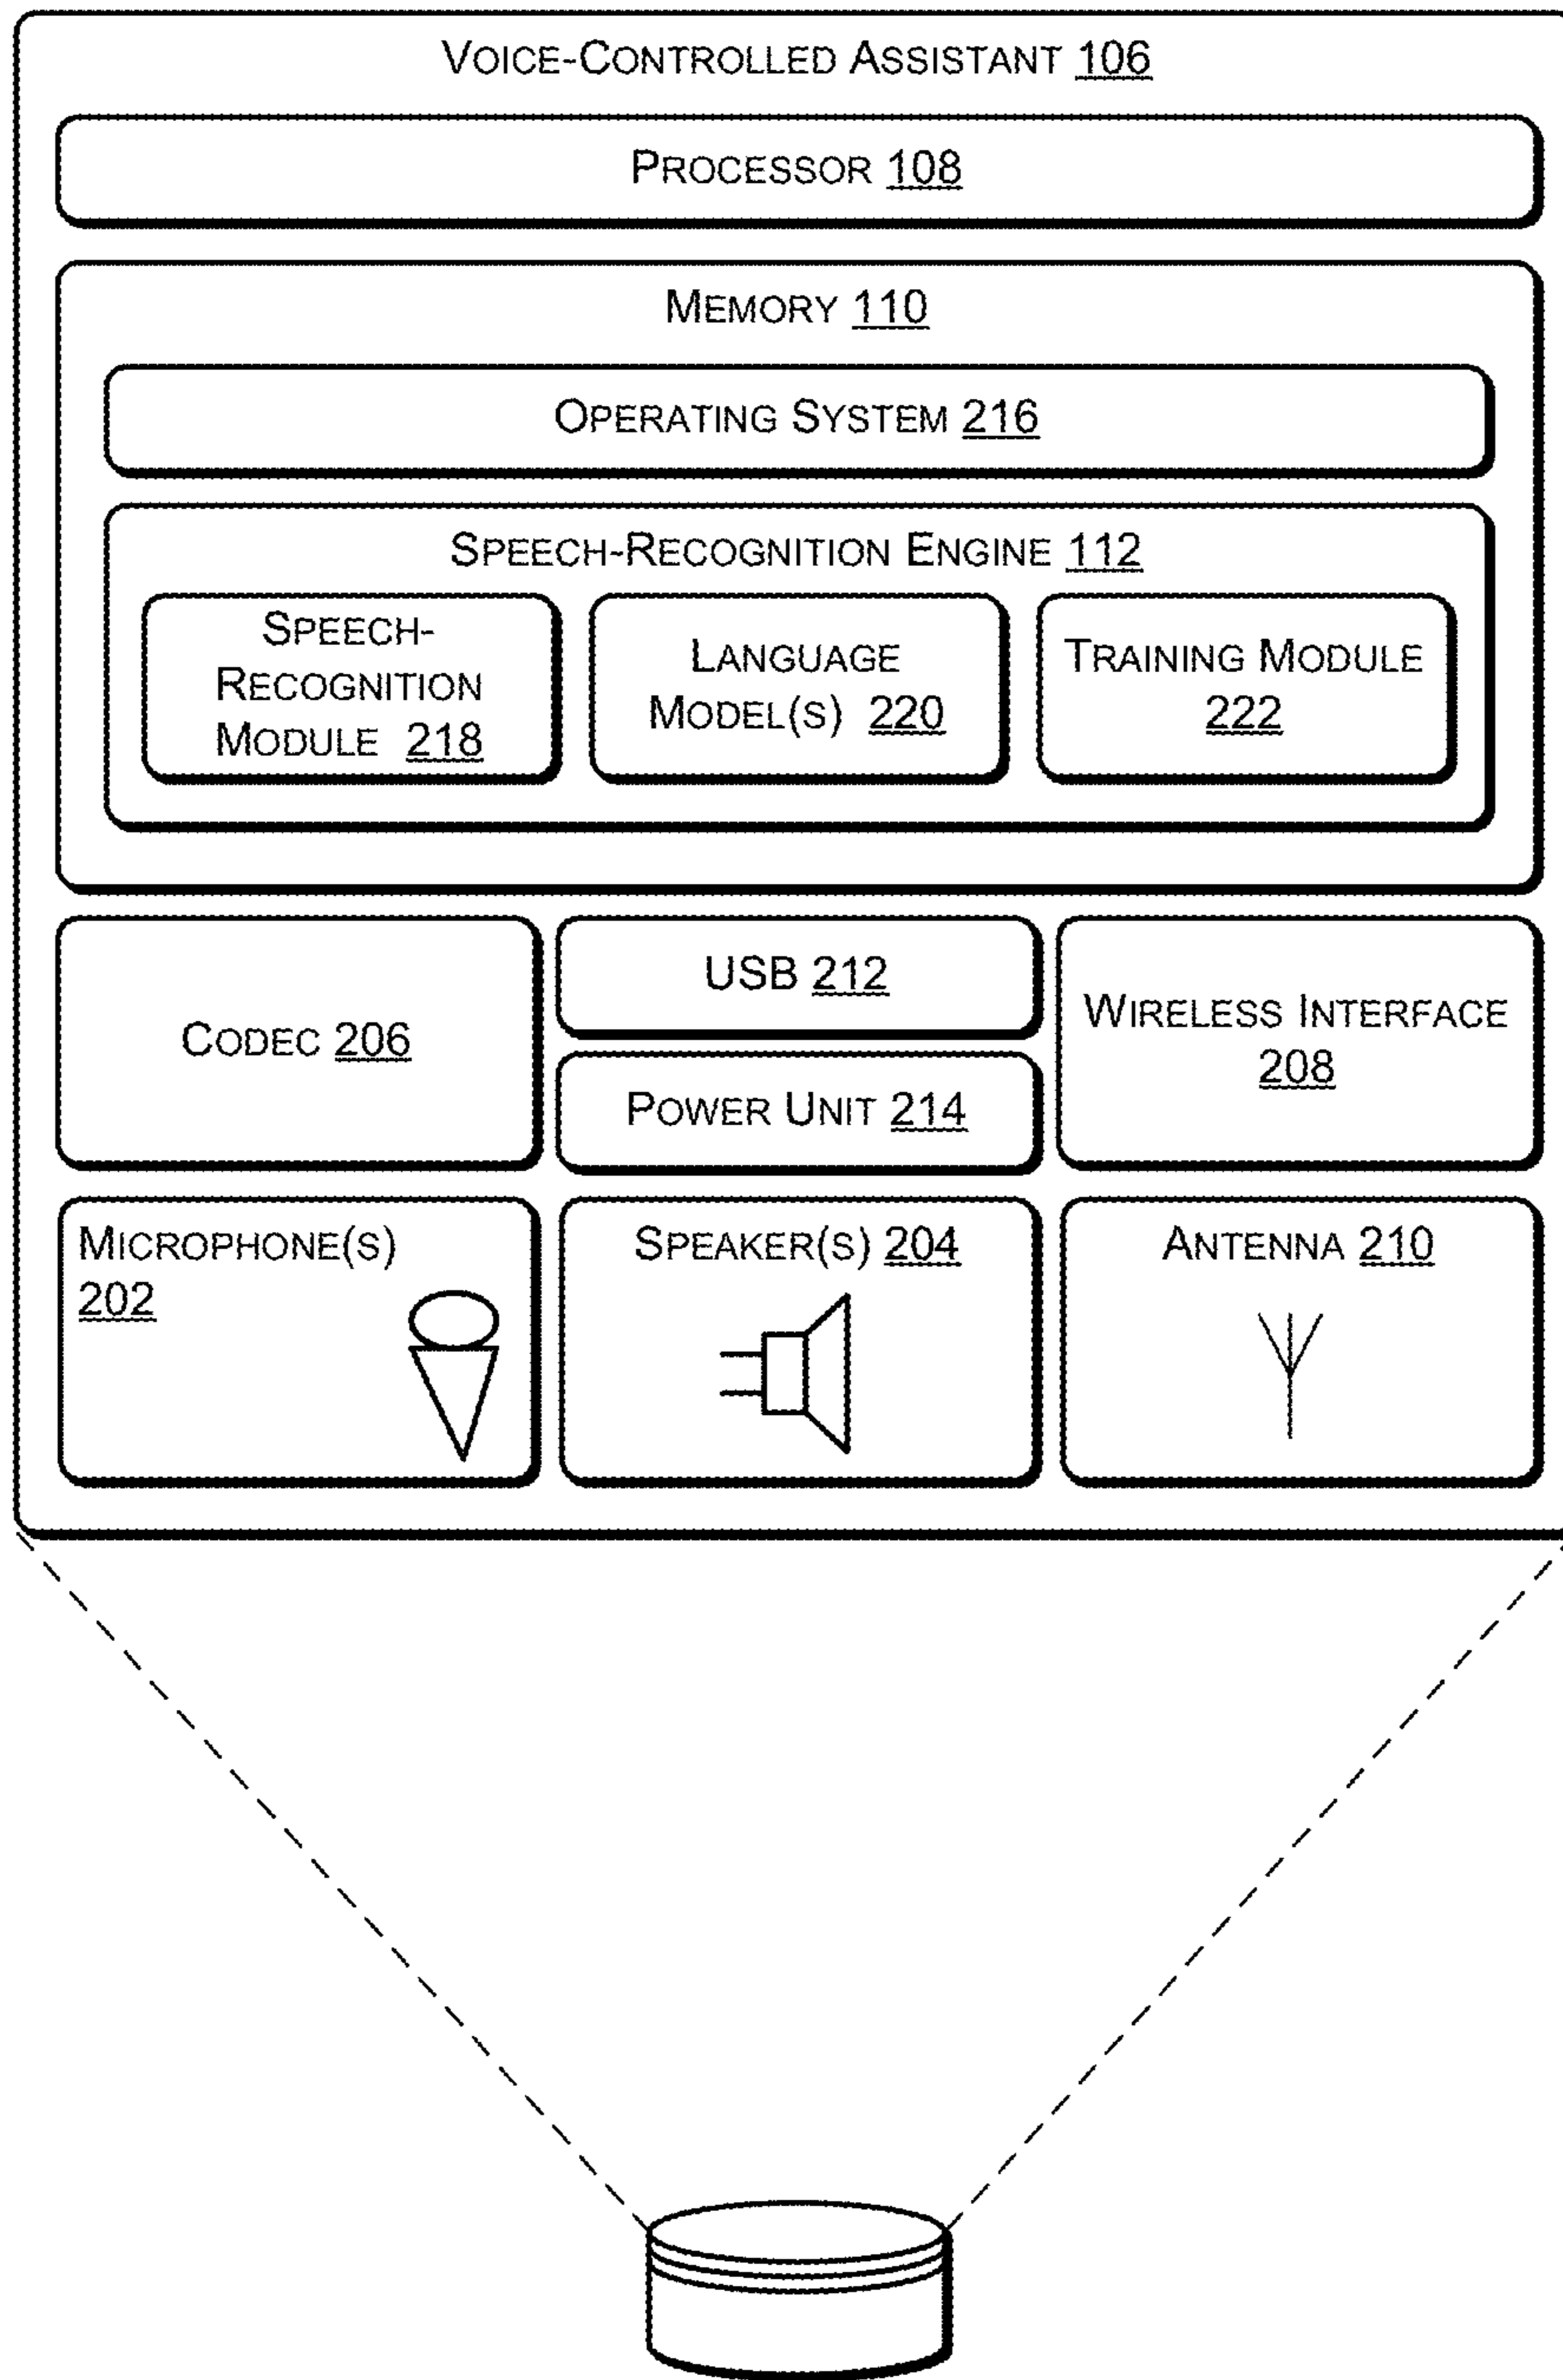 VOICE-CONTROLLED ASSISTANT 106
PROCESSOR 108
MEMORY 110
OPERATING SYSTEM 216
SPEECH-RECOGNITION ENGINE 112
SPEECH-
RECOGNITION
MODULE 218
LANGUAGE
MODEL(S) 220
TRAINING MODULE
222
CODEC 206
USB 212
POWER UNIT 214
WIRELESS INTERFACE
208
MICROPHONE(S)
202
SPEAKER(S) 204
ANTENNA 210